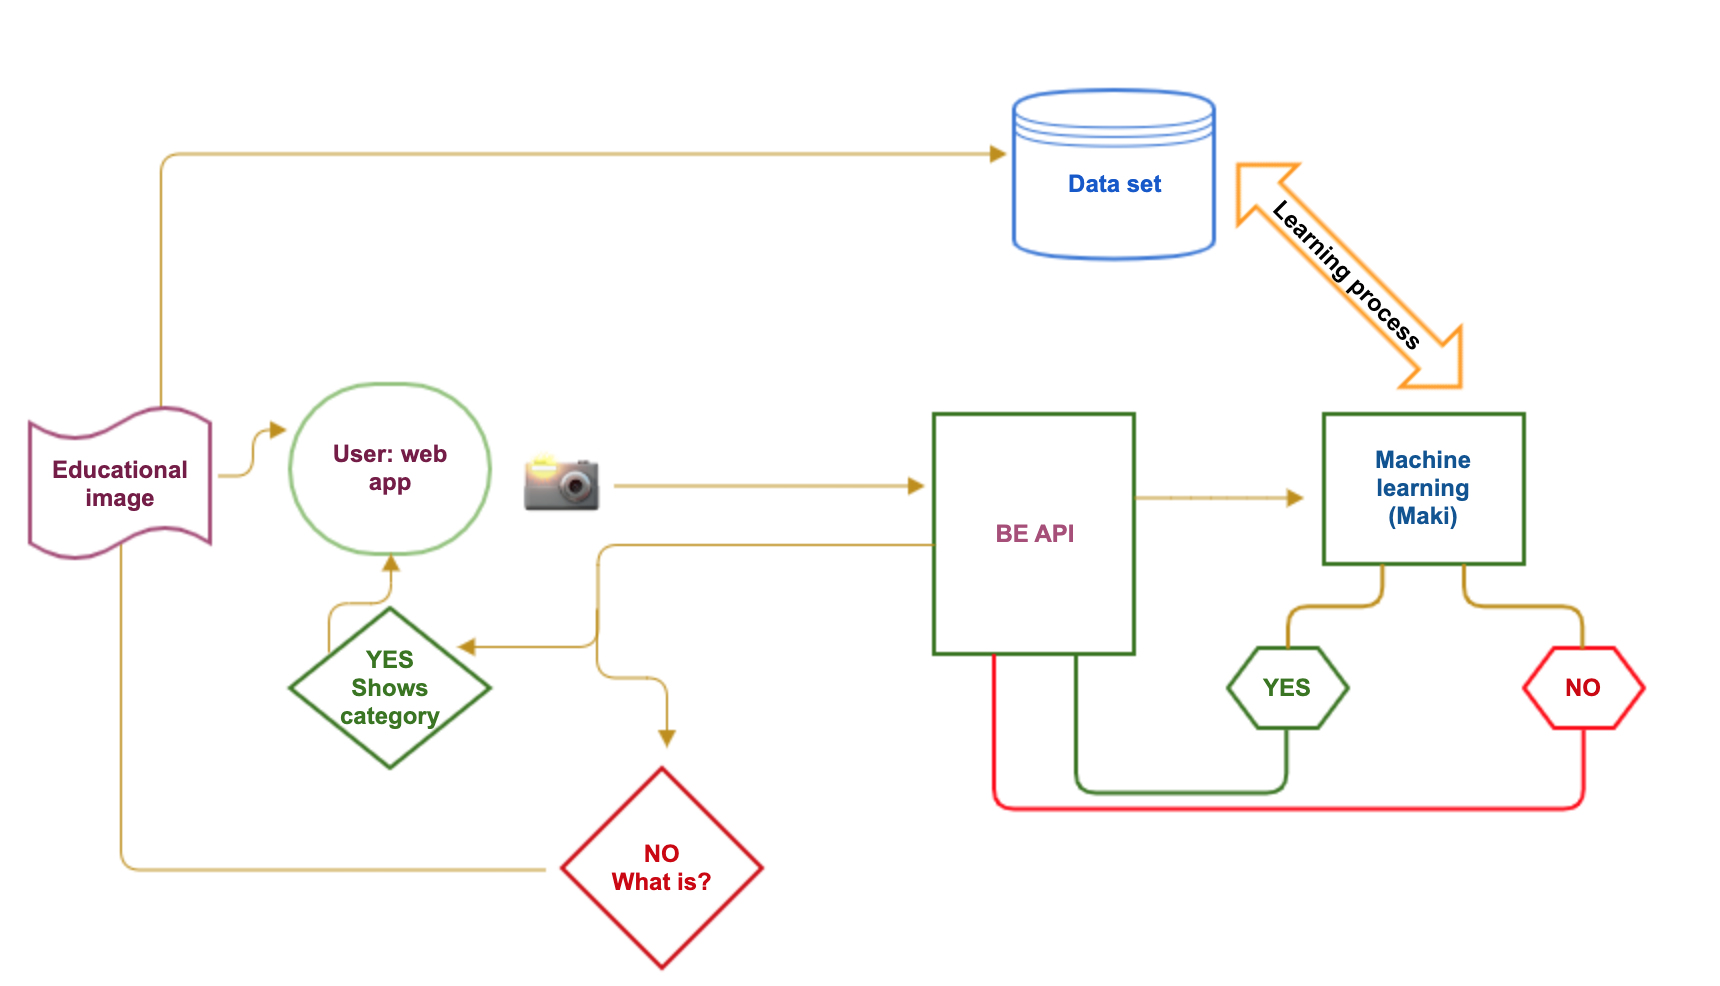 Data set
Learning process
Educational
image
User: web
app
BE API
Machine
learning
(Maki)
YES
Shows
category
YES
NO
NO
What is?